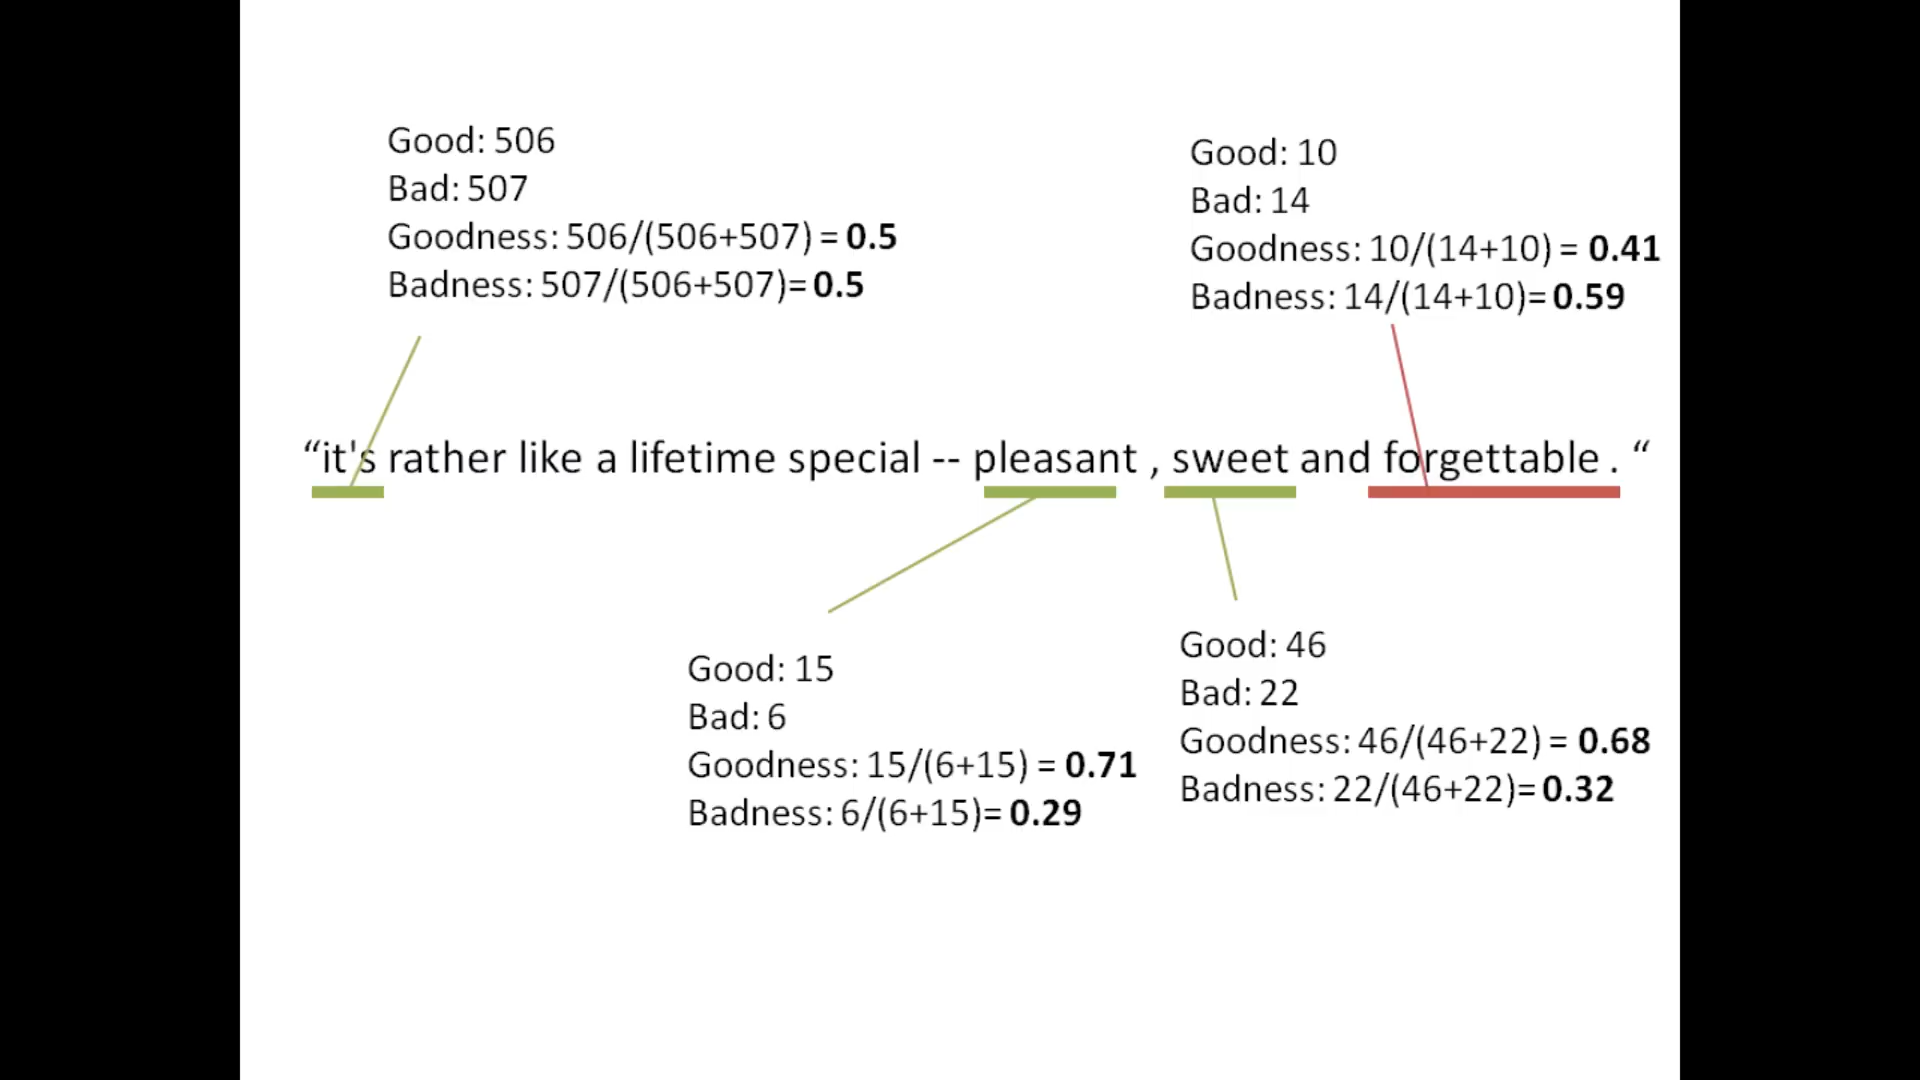 Good: 506
Bad: 507
Goodness: 506/(506+507) = 0.5
Badness: 507/(506+507)= 0.5
Good: 10
Bad: 14
Goodness: 10/(14+10) = 0.41
Badness: 14/(14+10)= 0.59
“it's rather like a lifetime special -- pleasant , sweet and forgettable . “
Good: 15
Bad: 6
Goodness: 15/(6+15) = 0.71
Badness: 6/(6+15)= 0.29
Good: 46
Bad: 22
Goodness: 46/(46+22) = 0.68
Badness: 22/(46+22)= 0.32